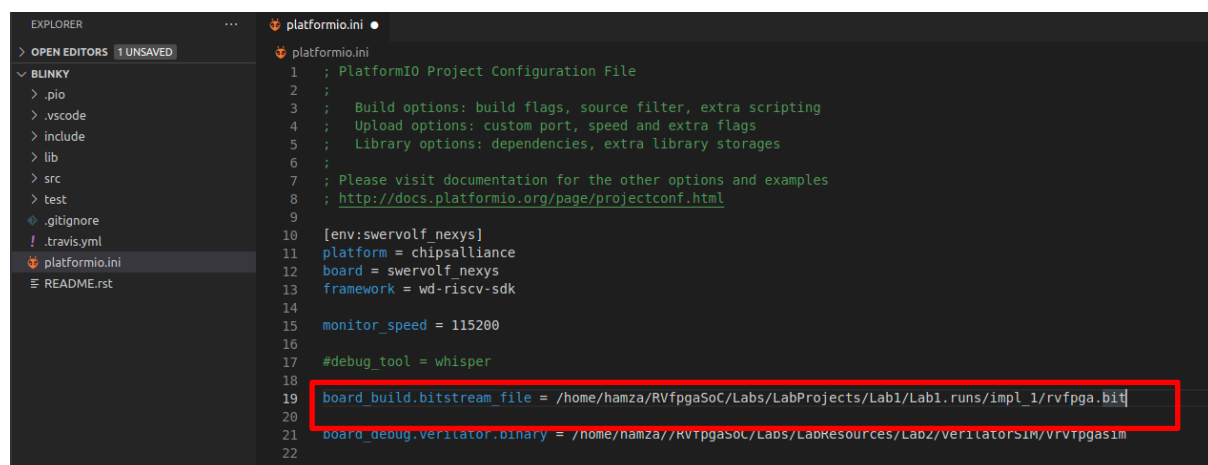 EXPLORER ...
OPEN EDITORS 1 UNSAVED
BLINKY
.pio
.vscode
include
lib
src
test
.gitignore
! .travis.yml
platformio.ini
README.rst
platformio.ini
platformio.ini
1 ; PlatformIO Project Configuration File
2 ;
3 ;   Build options: build flags, source filter, extra scripting
4 ;   Upload options: custom port, speed and extra flags
5 ;   Library options: dependencies, extra library storages
6 ;
7 ; Please visit documentation for the other options and examples
8 ; http://docs.platformio.org/page/projectconf.html
9
10 [env:swervolf_nexys]
11 platform = chipsalliance
12 board = swervolf_nexys
13 framework = wd-riscv-sdk
14
15 monitor_speed = 115200
16
17 #debug_tool = whisper
18
19 board_build.bitstream_file = /home/hamza/RVfpgaSoC/Labs/LabProjects/Lab1/Lab1.runs/impl_1/rvfpga.bit
20
21 board_debug.verilator.binary = /home/hamza//RVfpgaSoC/Labs/LabResources/Lab2/VerilatorSIM/Vrvfpgasim
22